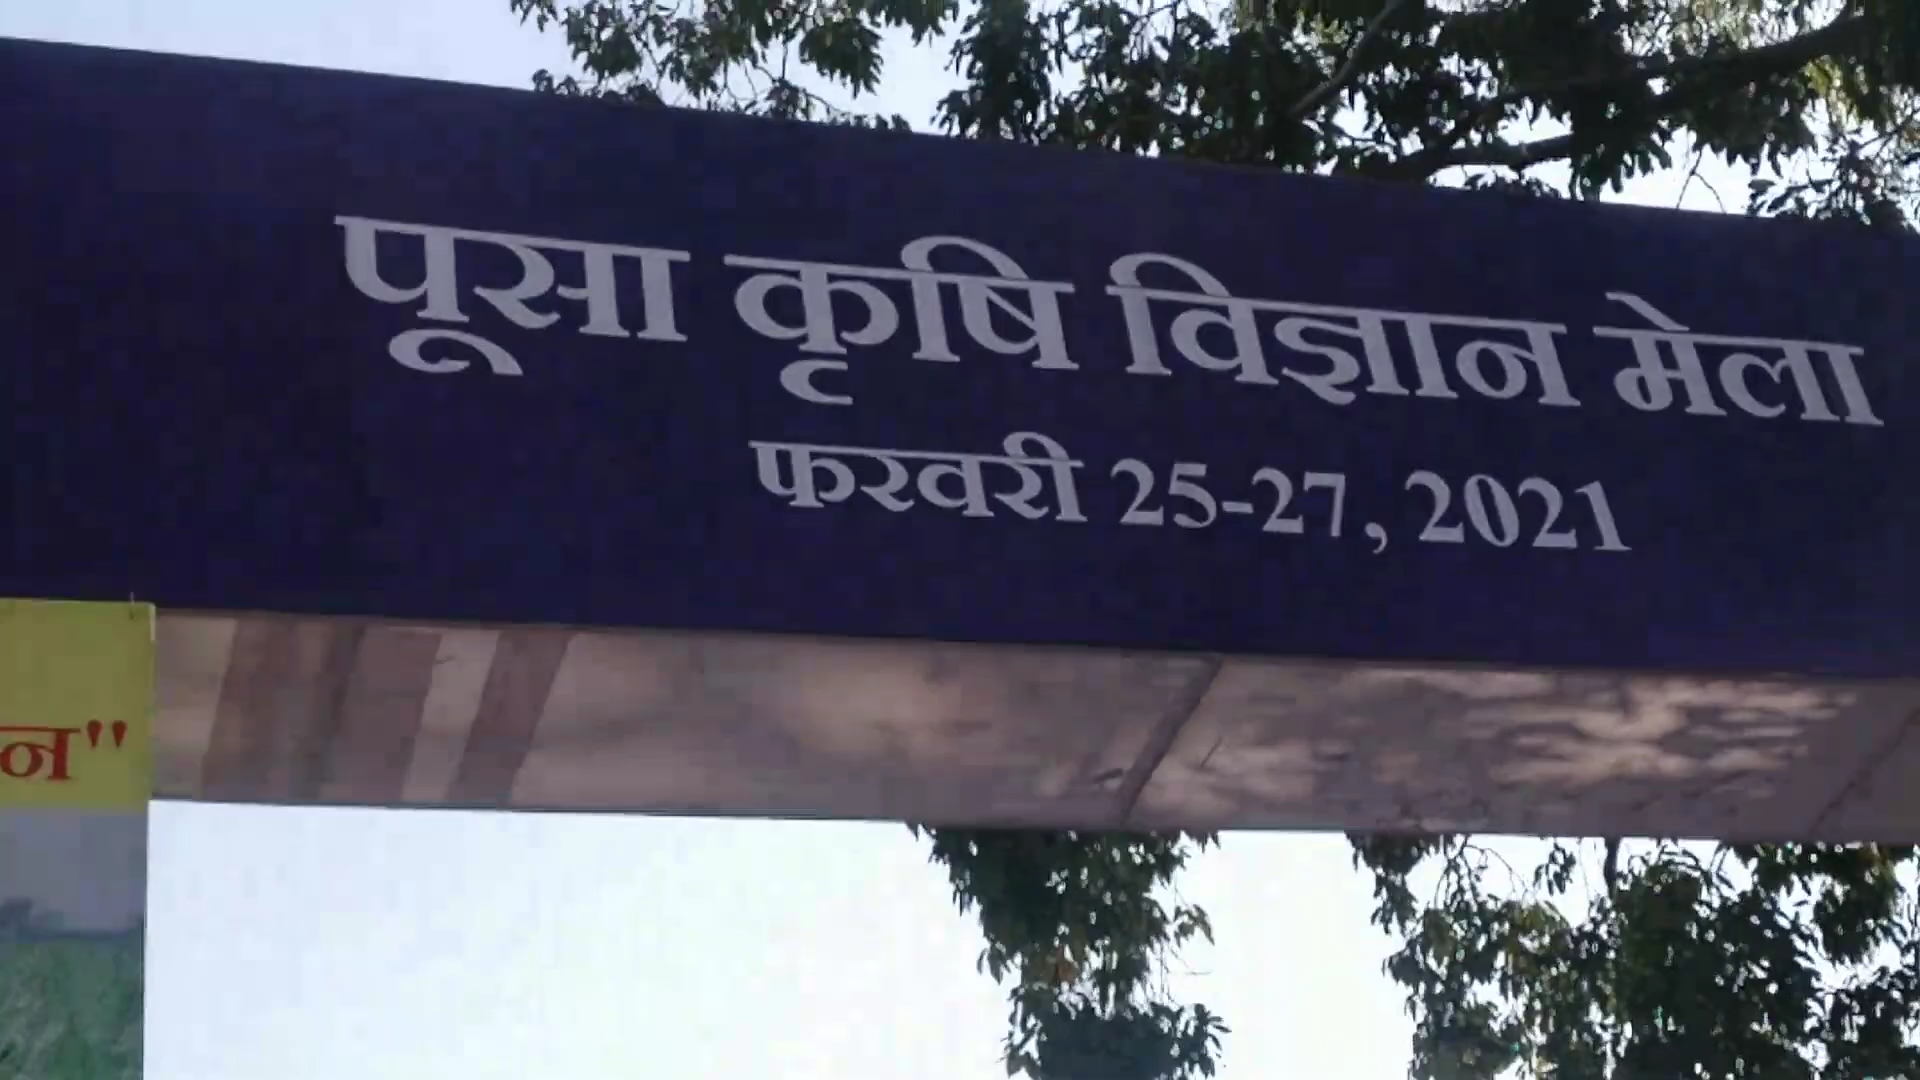 पूसा कृषि विज्ञान मेला
फरवरी 25-27, 2021